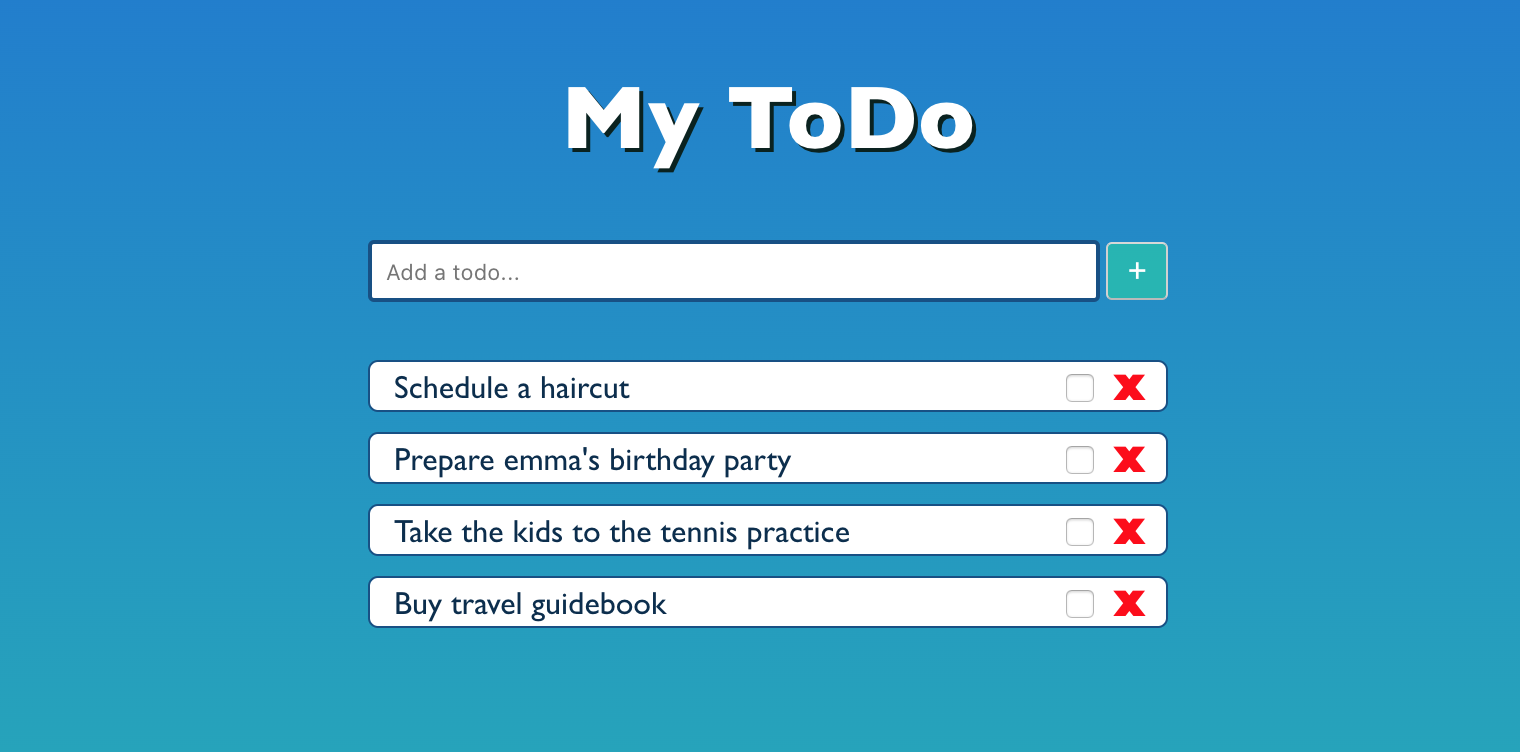 My ToDo
Add a todo...
+
Schedule a haircut
Prepare emma's birthday party
Take the kids to the tennis practice
Buy travel guidebook